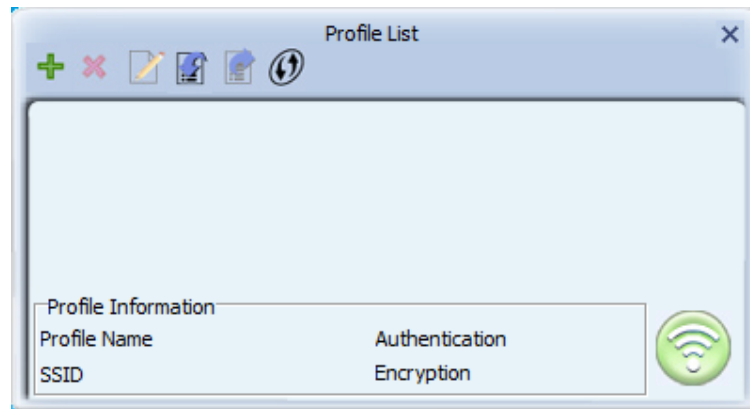 Profile List
Profile Information
Profile Name Authentication
SSID Encryption